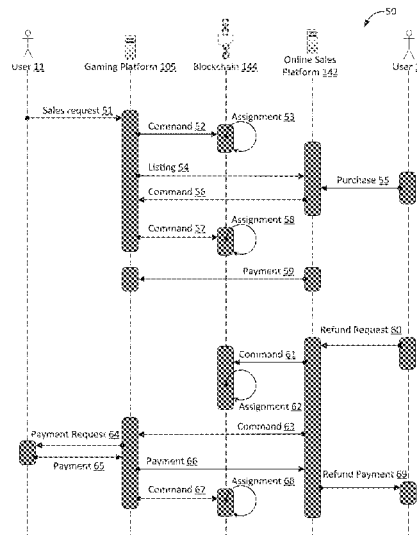 50
User 11
Gaming Platform 105
Blockchain 144
Online Sales
Platform 142
User
Sales request 51
Command 52
Assignment 53
Listing 54
Purchase 55
Command 56
Command 57
Assignment 58
Payment 59
Refund Request 60
Command 61
Assignment 62
Command 63
Payment Request 64
Payment 65
Payment 66
Command 67
Assignment 68
Refund Payment 69